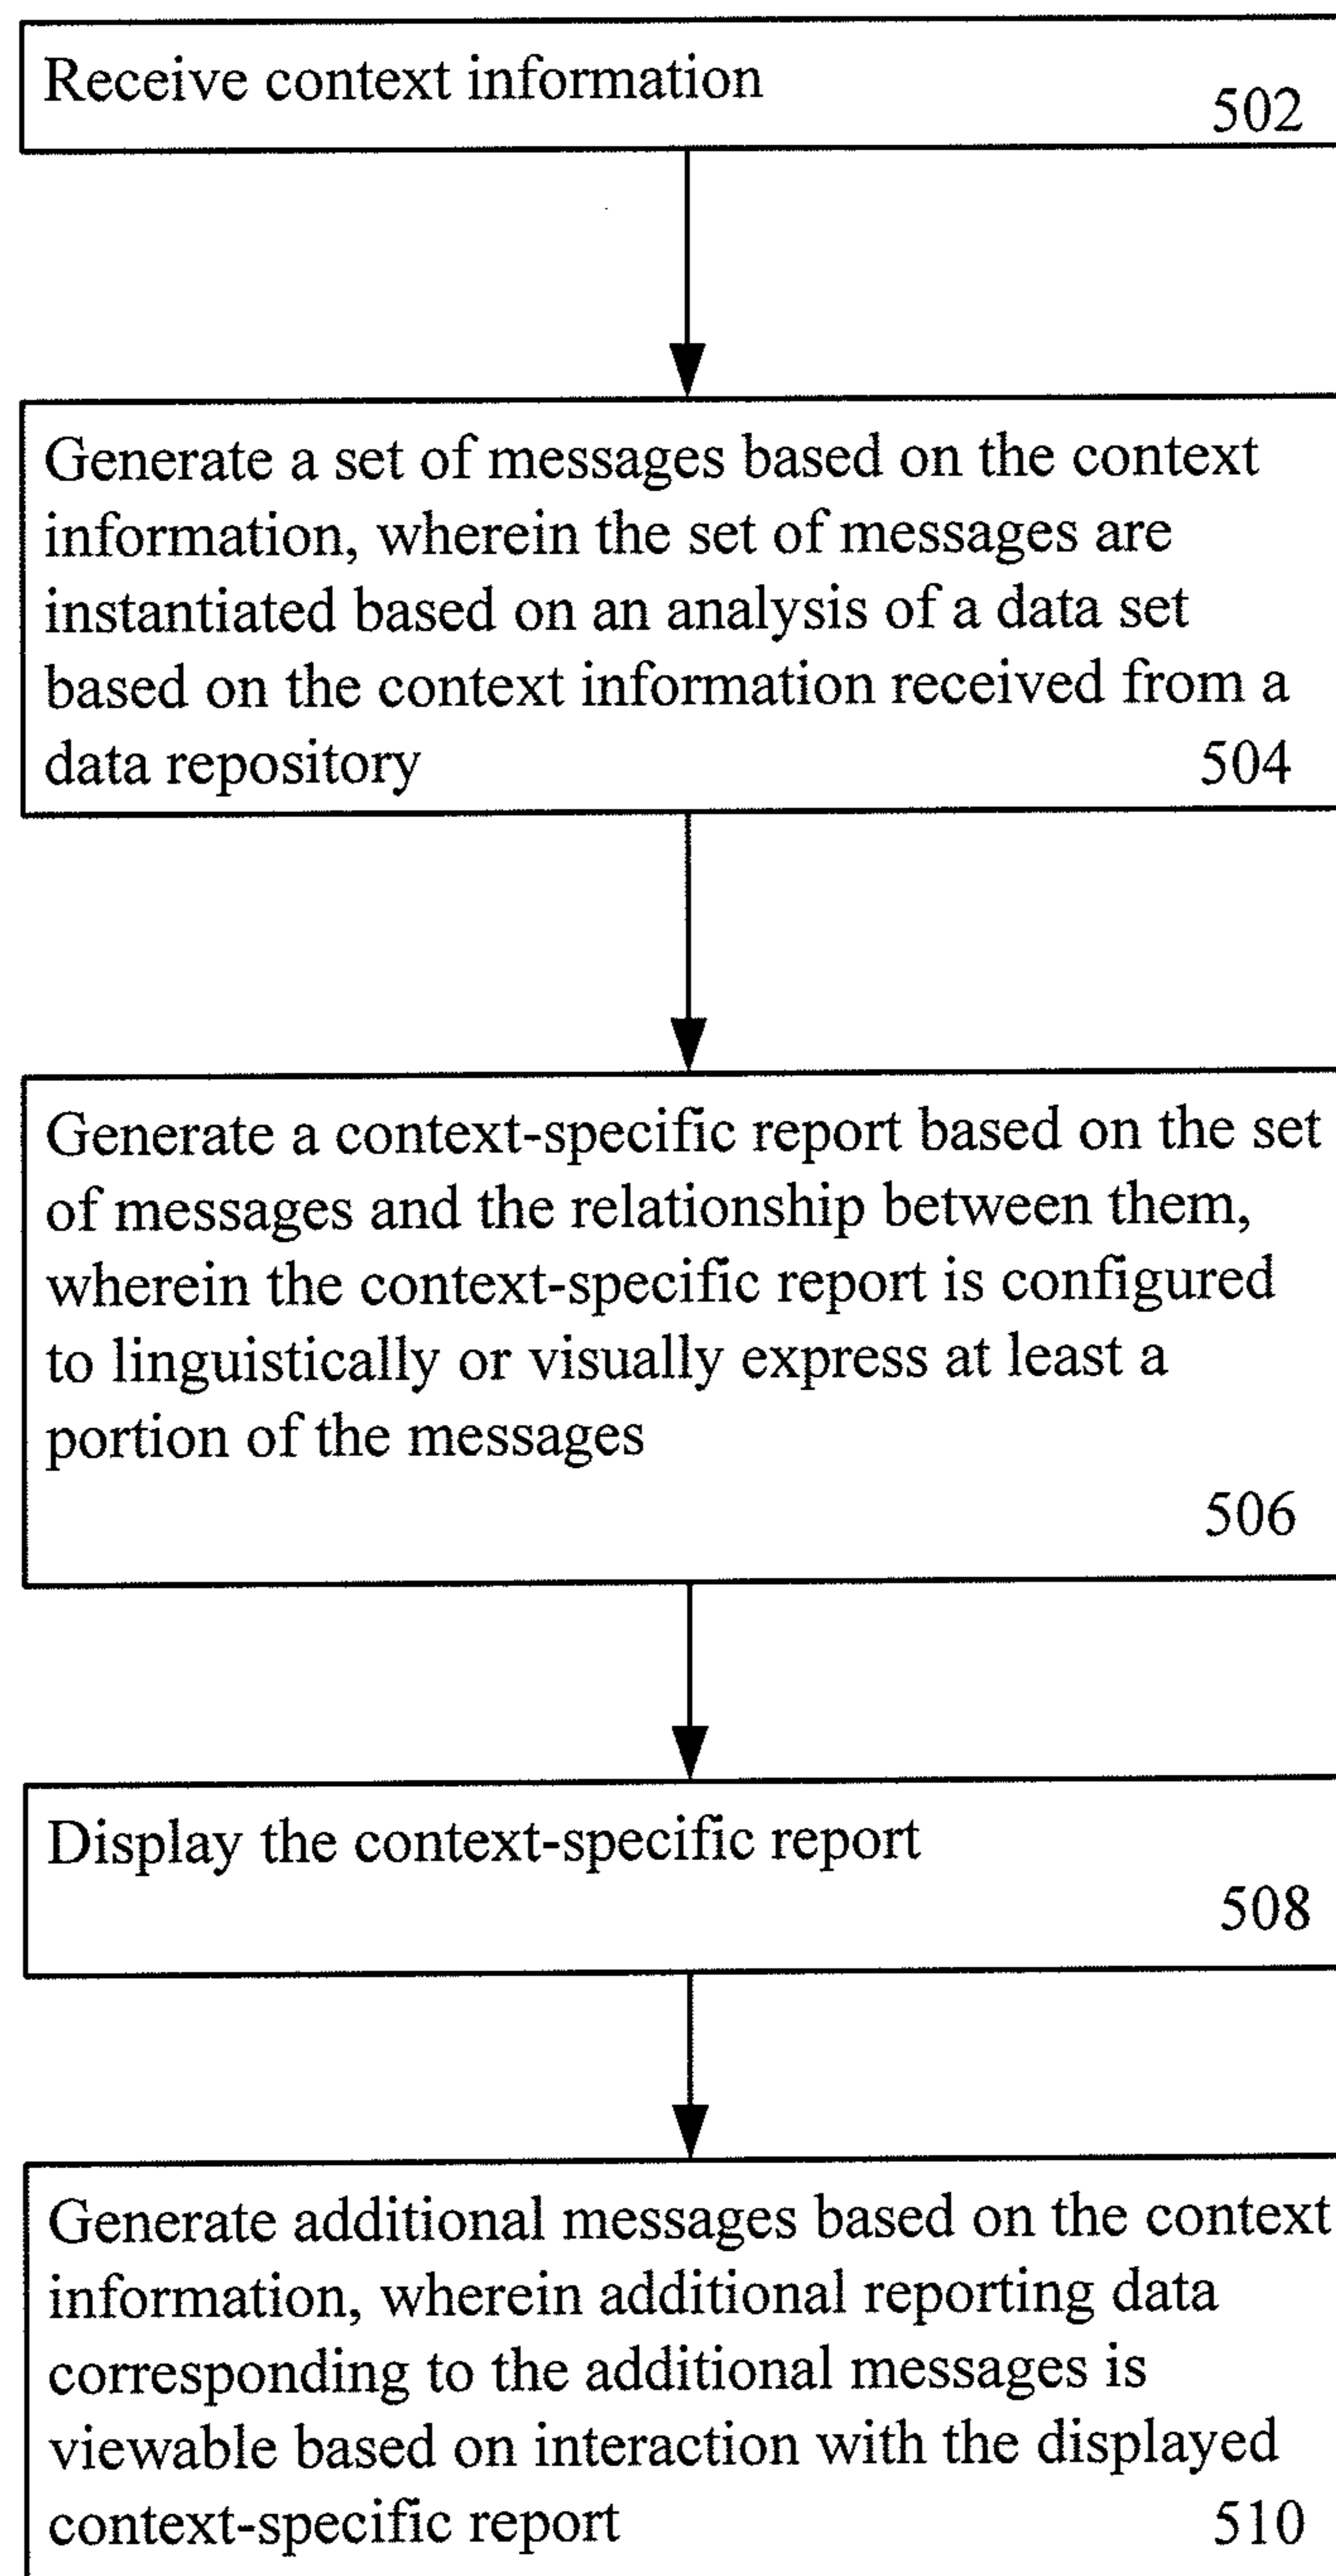 Receive context information
502
Generate a set of messages based on the context
information, wherein the set of messages are
instantiated based on an analysis of a data set
based on the context information received from a
data repository 504
Generate a context-specific report based on the set
of messages and the relationship between them,
wherein the context-specific report is configured
to linguistically or visually express at least a
portion of the messages
506
Display the context-specific report
508
Generate additional messages based on the context
information, wherein additional reporting data
corresponding to the additional messages is
viewable based on interaction with the displayed
context-specific report 510